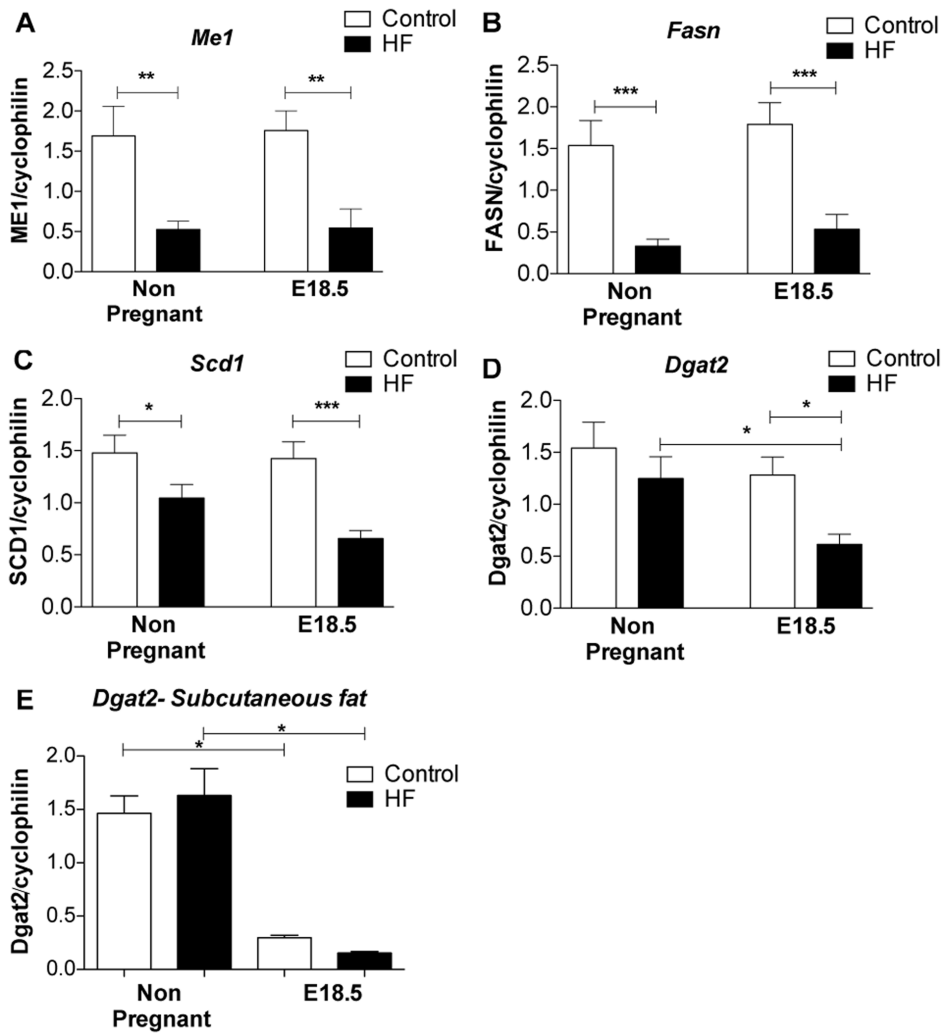 A
Me1
Control
HF
ME1/cyclophilin
2.5
2.0
1.5
1.0
0.5
0.0
**
**
Non
Pregnant
E18.5
B
Fasn
Control
HF
FASN/cyclophilin
2.5
2.0
1.5
1.0
0.5
0.0
***
***
Non
Pregnant
E18.5
C
Scd1
Control
HF
SCD1/cyclophilin
2.0
1.5
1.0
0.5
0.0
*
***
Non
Pregnant
E18.5
D
Dgat2
Control
HF
Dgat2/cyclophilin
2.0
1.5
1.0
0.5
0.0
*
*
Non
Pregnant
E18.5
E
Dgat2- Subcutaneous fat
Control
HF
Dgat2/cyclophilin
2.0
1.5
1.0
0.5
0.0
*
*
Non
Pregnant
E18.5